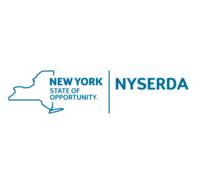 NEW YORK
STATE OF
OPPORTUNITY.
NYSERDA